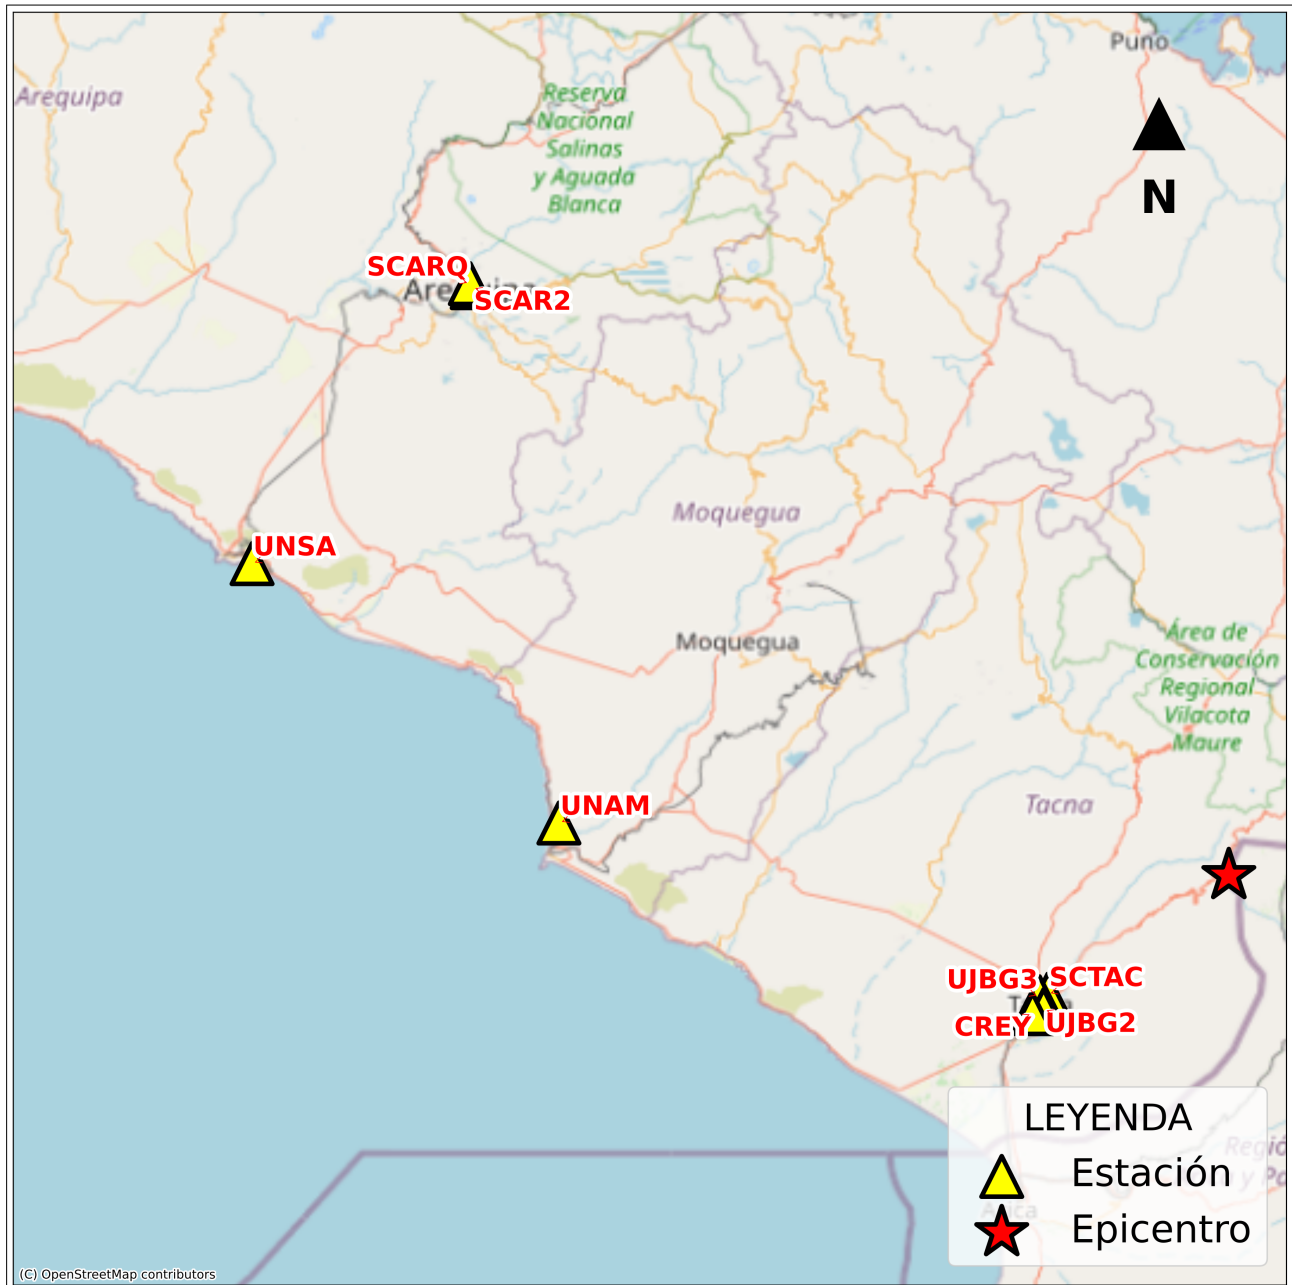 Puno
Arequipa
Reserva
Nacional
Salinas
y Aguada
Blanca
N
SCARQ
SCAR2
Moquegua
UNSA
Área de
Conservación
Regional
Vilacota
Maure
Moquegua
UNAM
Tacna
UJBG3
SCTAC
CREY
UJBG2
LEYENDA
Estación
Epicentro
(C) OpenStreetMap contributors